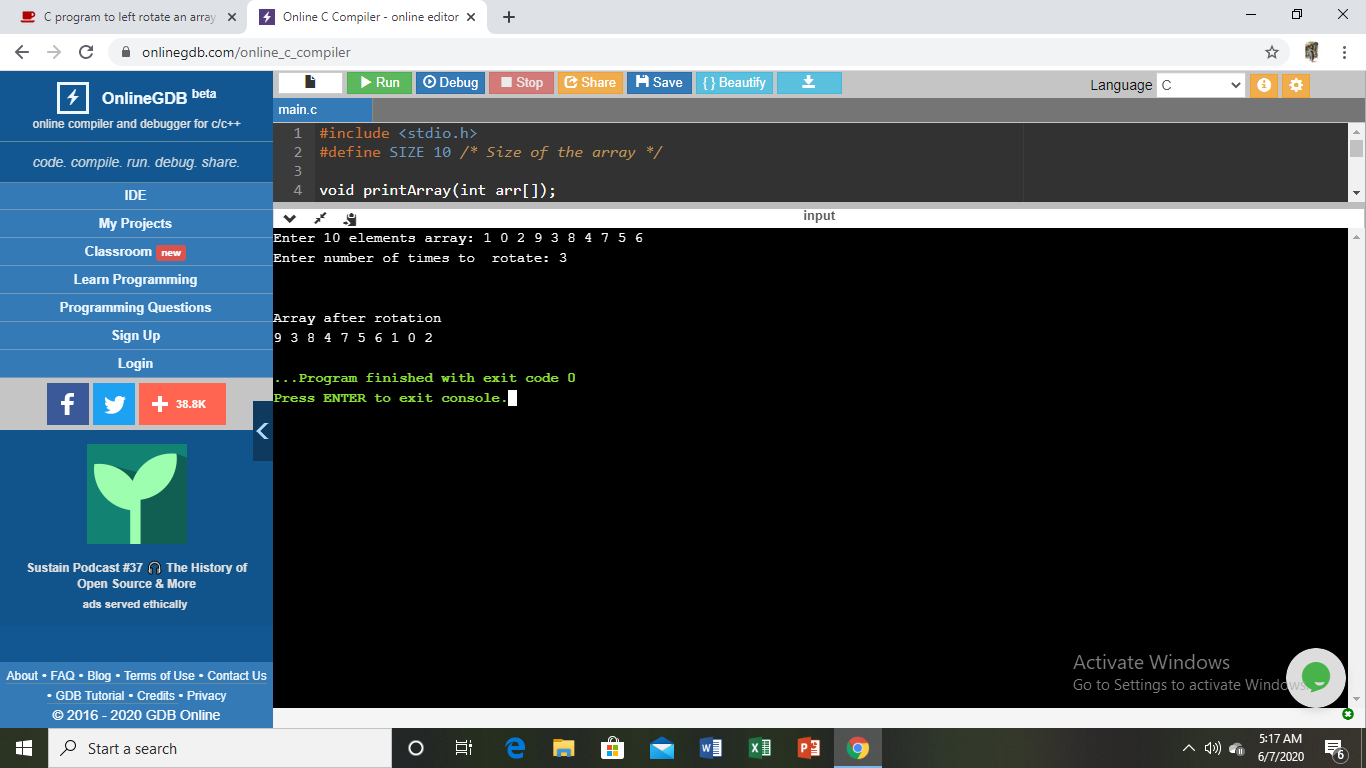 C program to left rotate an array
Online C Compiler - online editor
onlinegdb.com/online_c_compiler
OnlineGDB beta
online compiler and debugger for c/c++
code. compile. run. debug. share.
IDE
My Projects
Classroom new
Learn Programming
Programming Questions
Sign Up
Login
38.8K
Sustain Podcast #37 🎧 The History of
Open Source & More
ads served ethically
About • FAQ • Blog • Terms of Use • Contact Us
• GDB Tutorial • Credits • Privacy
© 2016 - 2020 GDB Online
Run Debug Stop Share Save { } Beautify
Language C
main.c
1 #include <stdio.h>
2 #define SIZE 10 /* Size of the array */
3
4 void printArray(int arr[]);
input
Enter 10 elements array: 1 0 2 9 3 8 4 7 5 6
Enter number of times to  rotate: 3
Array after rotation
9 3 8 4 7 5 6 1 0 2
...Program finished with exit code 0
Press ENTER to exit console.
Activate Windows
Go to Settings to activate Windows.
Start a search
5:17 AM
6/7/2020
6